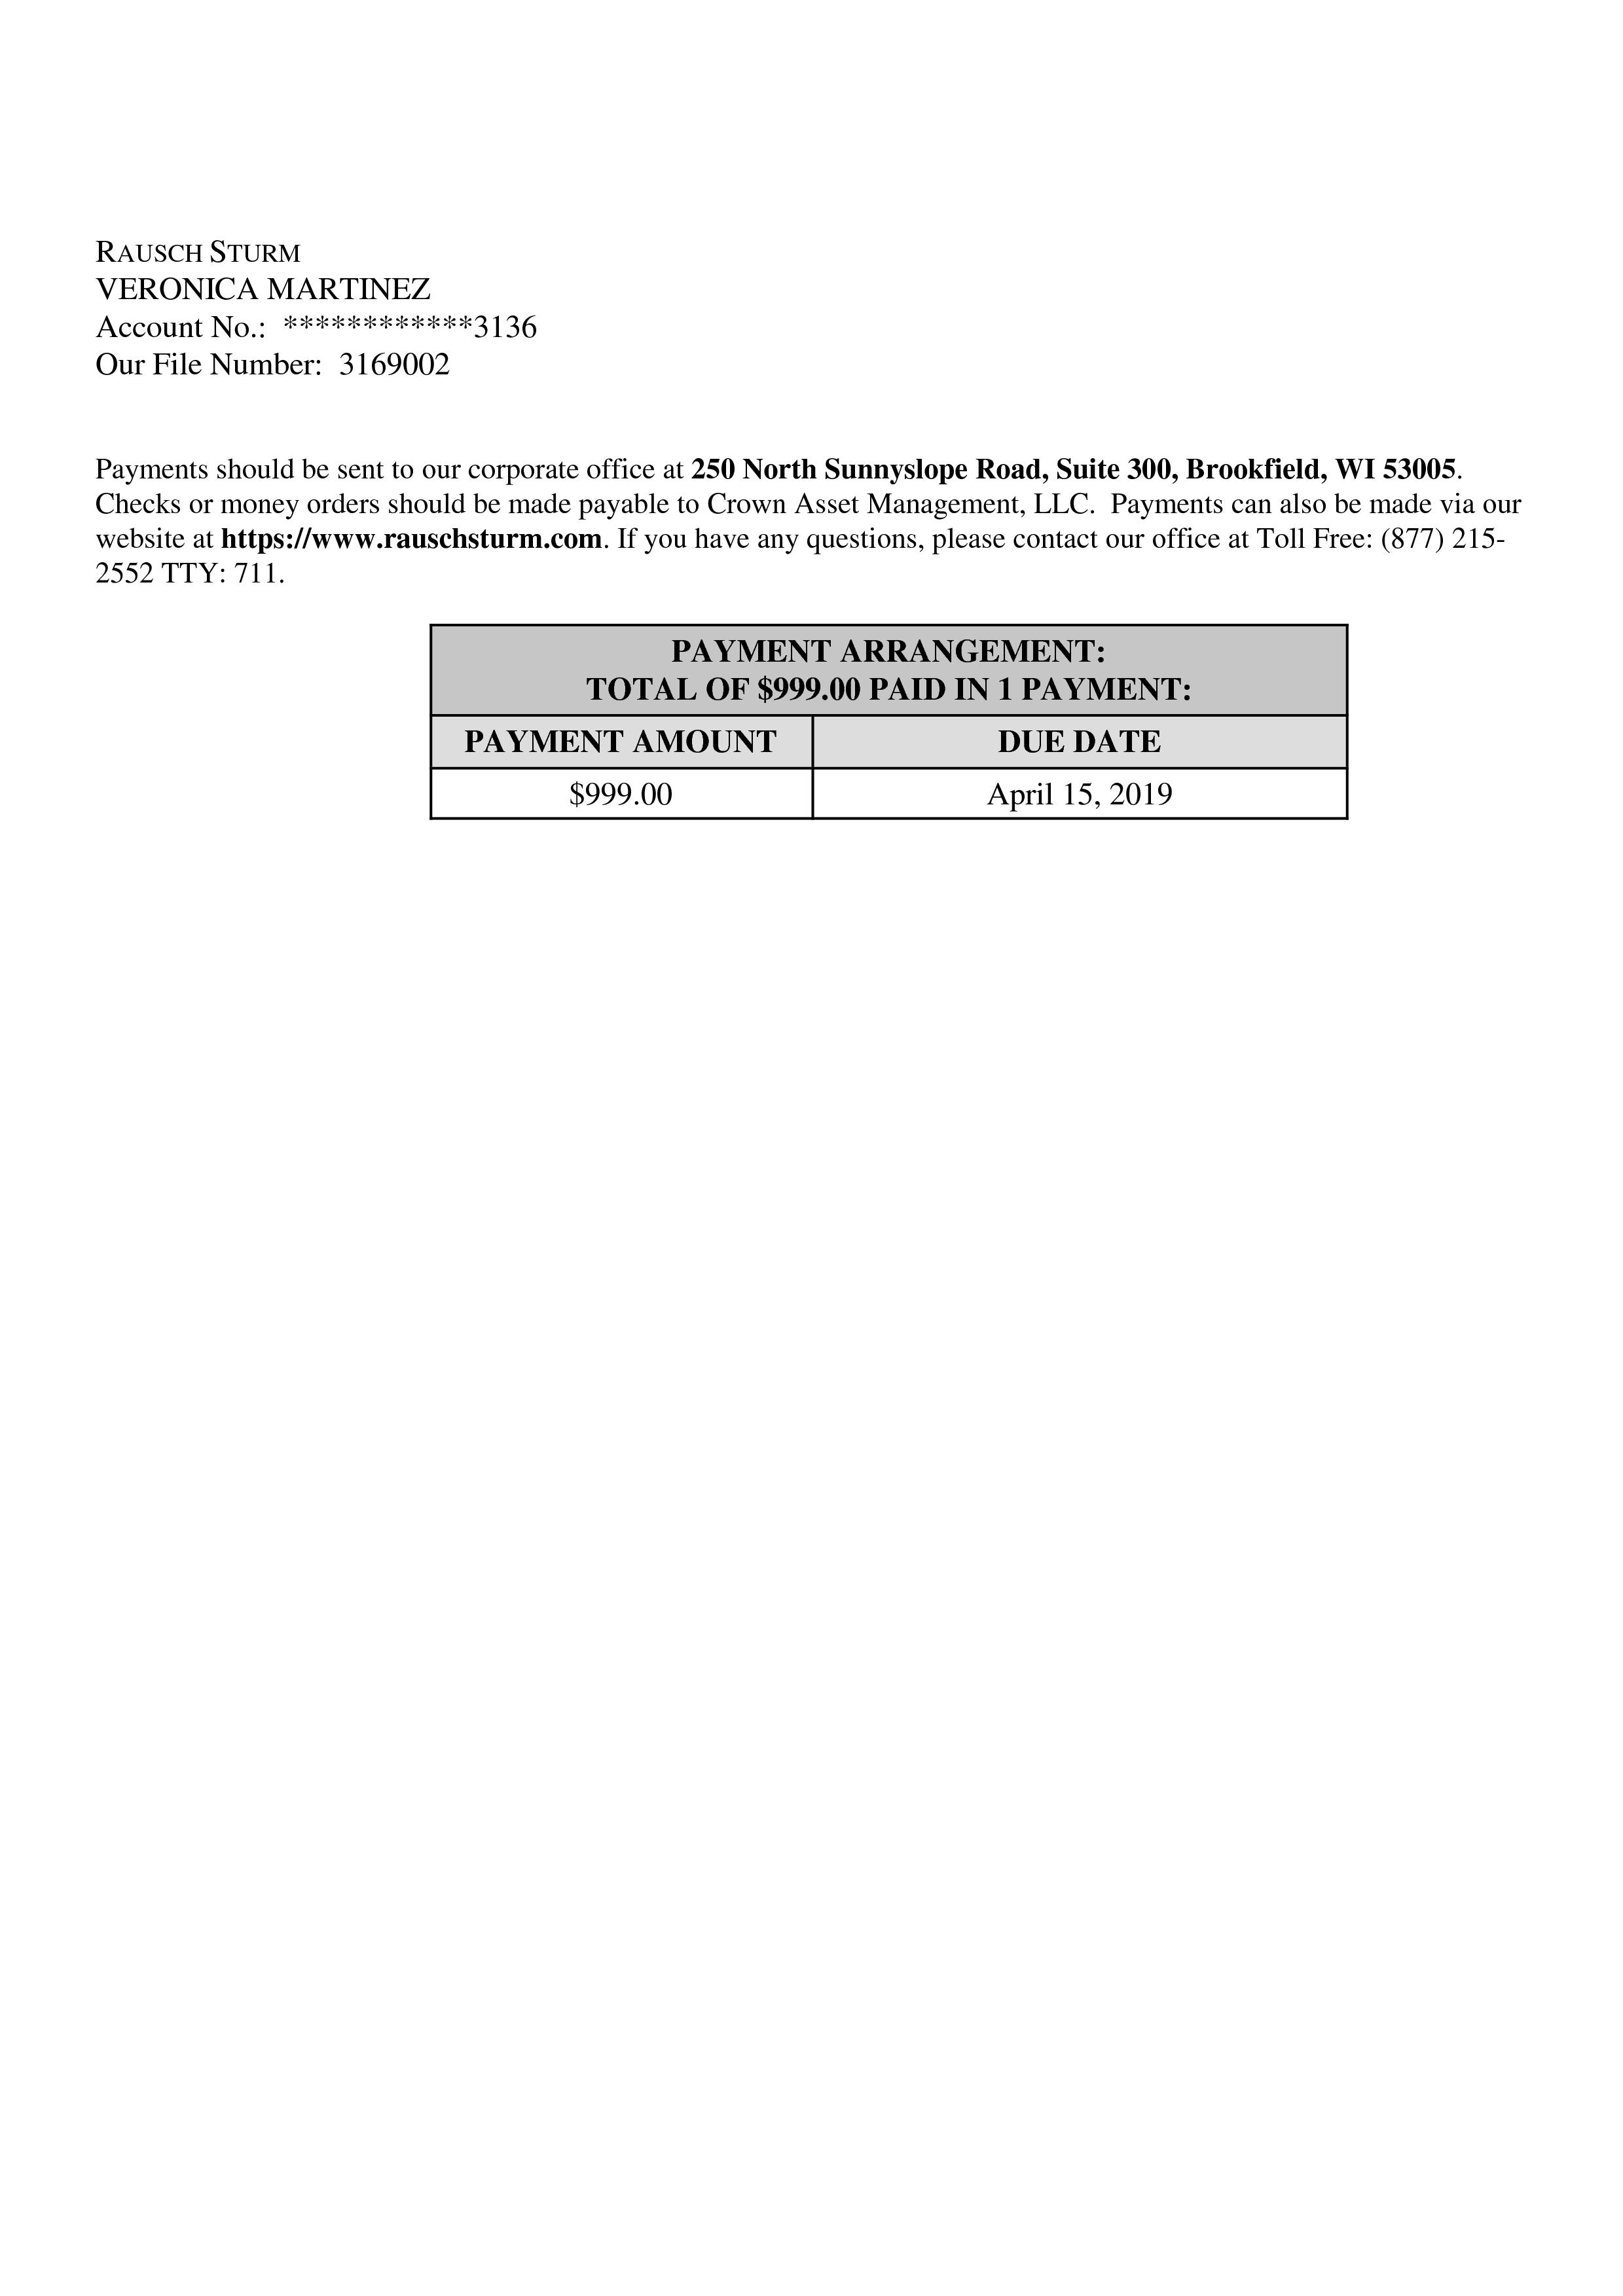 RAUSCH STURM
VERONICA MARTINEZ
Account No.: ************3136
Our File Number: 3169002
Payments should be sent to our corporate office at 250 North Sunnyslope Road, Suite 300, Brookfield, WI 53005.
Checks or money orders should be made payable to Crown Asset Management, LLC. Payments can also be made via our
website at https://www.rauschsturm.com. If you have any questions, please contact our office at Toll Free: (877) 215-
2552 TTY: 711.
PAYMENT ARRANGEMENT:
TOTAL OF $999.00 PAID IN 1 PAYMENT:
PAYMENT AMOUNT DUE DATE
$999.00 April 15, 2019